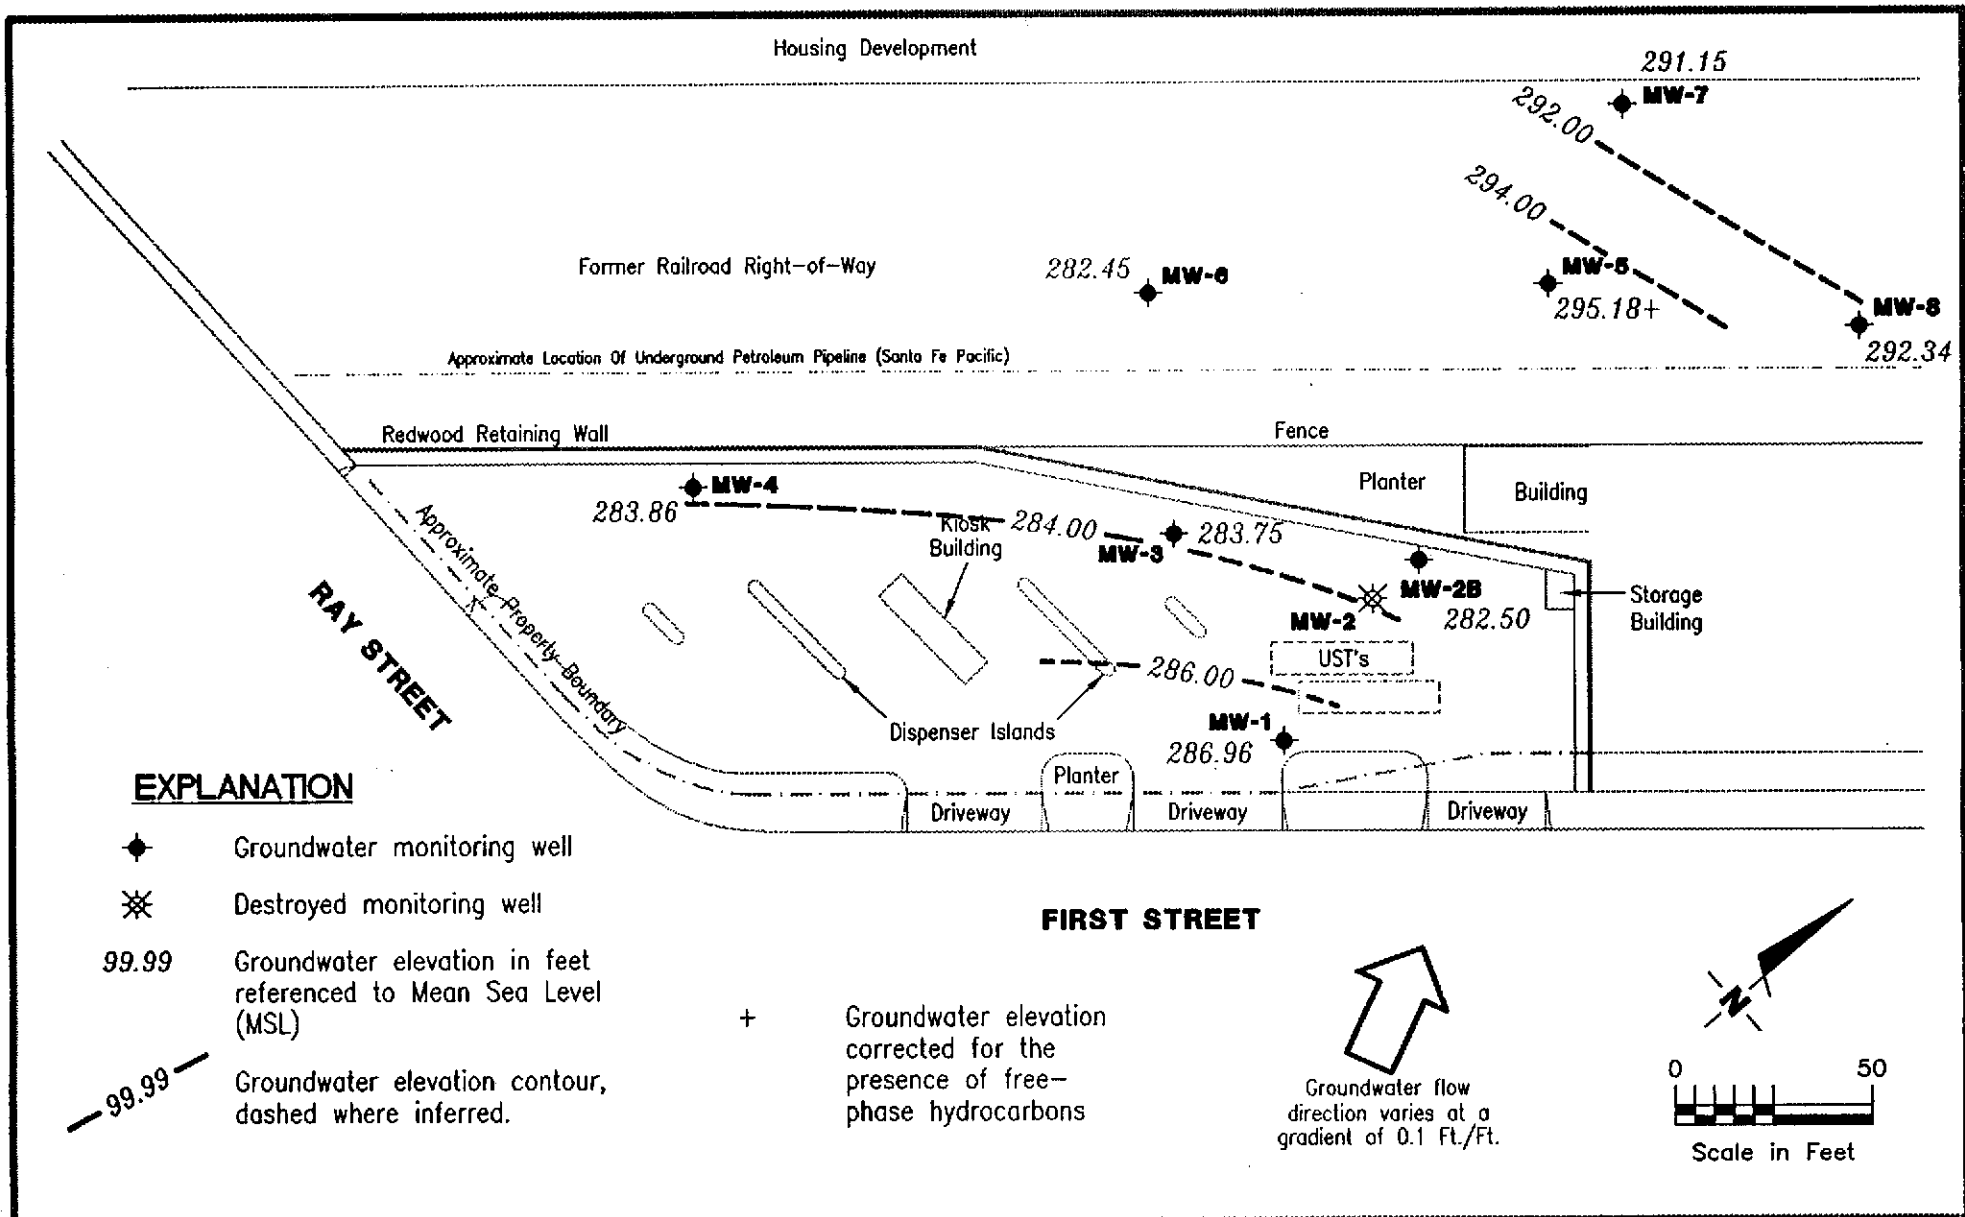 Housing Development
291.15
MW-7
292.00
294.00
Former Railroad Right-of-Way
282.45
MW-6
MW-5
295.18+
MW-8
292.34
Approximate Location Of Underground Petroleum Pipeline (Santa Fe Pacific)
Redwood Retaining Wall
Fence
Planter
Building
MW-4
283.86
Kiosk
Building
284.00
MW-3
283.75
MW-2B
282.50
MW-2
Storage
Building
UST's
286.00
Approximate Property Boundary
RAY STREET
Dispenser Islands
MW-1
286.96
Planter
Driveway
Driveway
Driveway
FIRST STREET
EXPLANATION
Groundwater monitoring well
Destroyed monitoring well
99.99
Groundwater elevation in feet
referenced to Mean Sea Level
(MSL)
99.99
Groundwater elevation contour,
dashed where inferred.
+
Groundwater elevation
corrected for the
presence of free-
phase hydrocarbons
Groundwater flow
direction varies at a
gradient of 0.1 Ft./Ft.
N
0 50
Scale in Feet